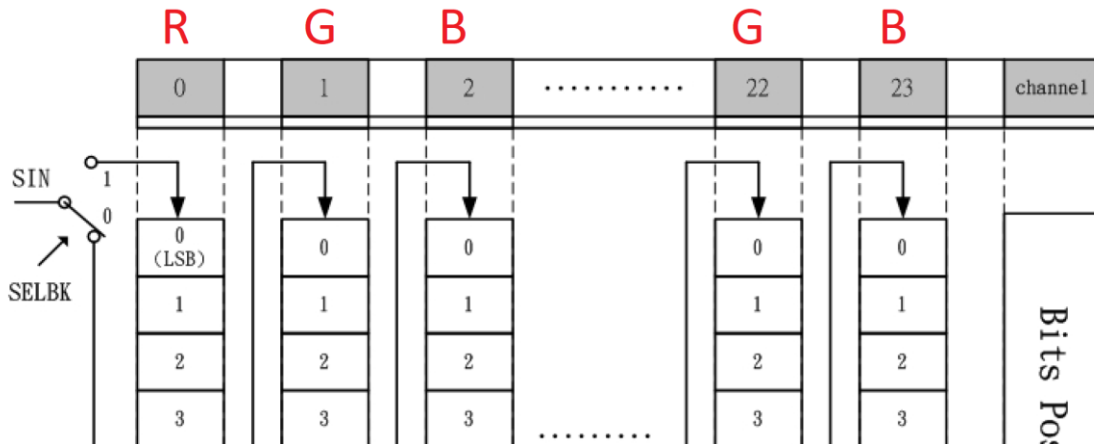 R G B G B
0 1 2 ........... 22 23 channel
SIN 1
0
SELBK
0 0 0 0 0
(LSB)
1 1 1 1 1
2 2 2 2 2
3 3 3 ......... 3 3
Bits Pos